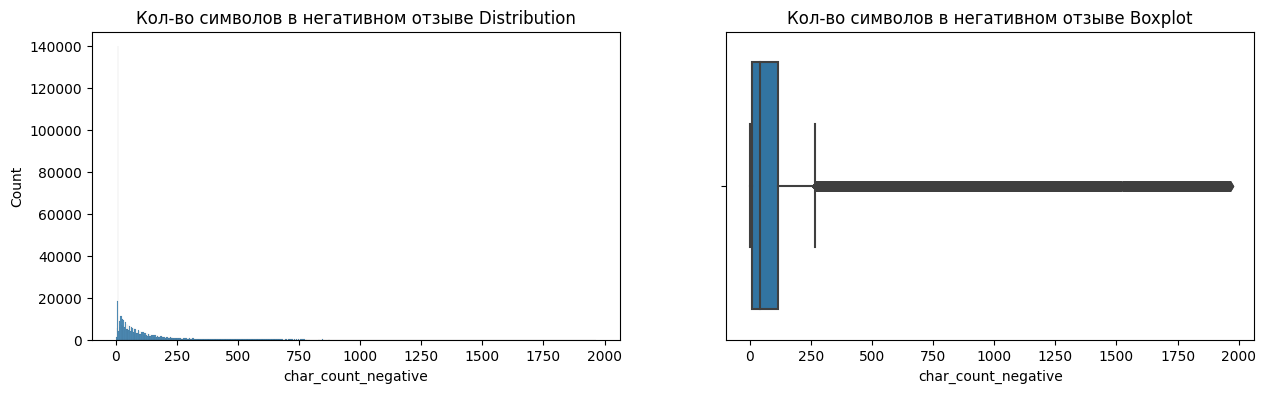 Кол-во символов в негативном отзыве Distribution
140000
120000
100000
80000
60000
40000
20000
0
Count
0 250 500 750 1000 1250 1500 1750 2000
char_count_negative
Кол-во символов в негативном отзыве Boxplot
0 250 500 750 1000 1250 1500 1750 2000
char_count_negative